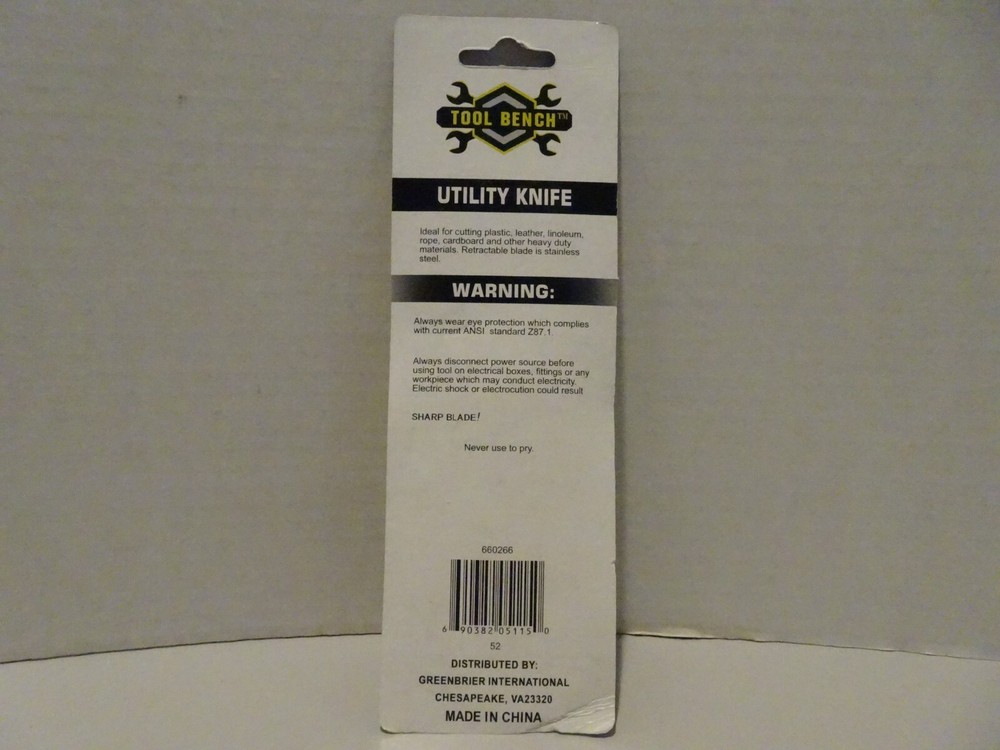 TOOL BENCH™
UTILITY KNIFE
Ideal for cutting plastic, leather, linoleum,
rope, cardboard and other heavy duty
materials. Retractable blade is stainless
steel.
WARNING:
Always wear eye protection which complies
with current ANSI standard Z87.1.
Always disconnect power source before
using tool on electrical boxes, fittings or any
workpiece which may conduct electricity.
Electric shock or electrocution could result
SHARP BLADE!
Never use to pry.
660266
6 90382 05115 0
52
DISTRIBUTED BY:
GREENBRIER INTERNATIONAL
CHESAPEAKE, VA23320
MADE IN CHINA